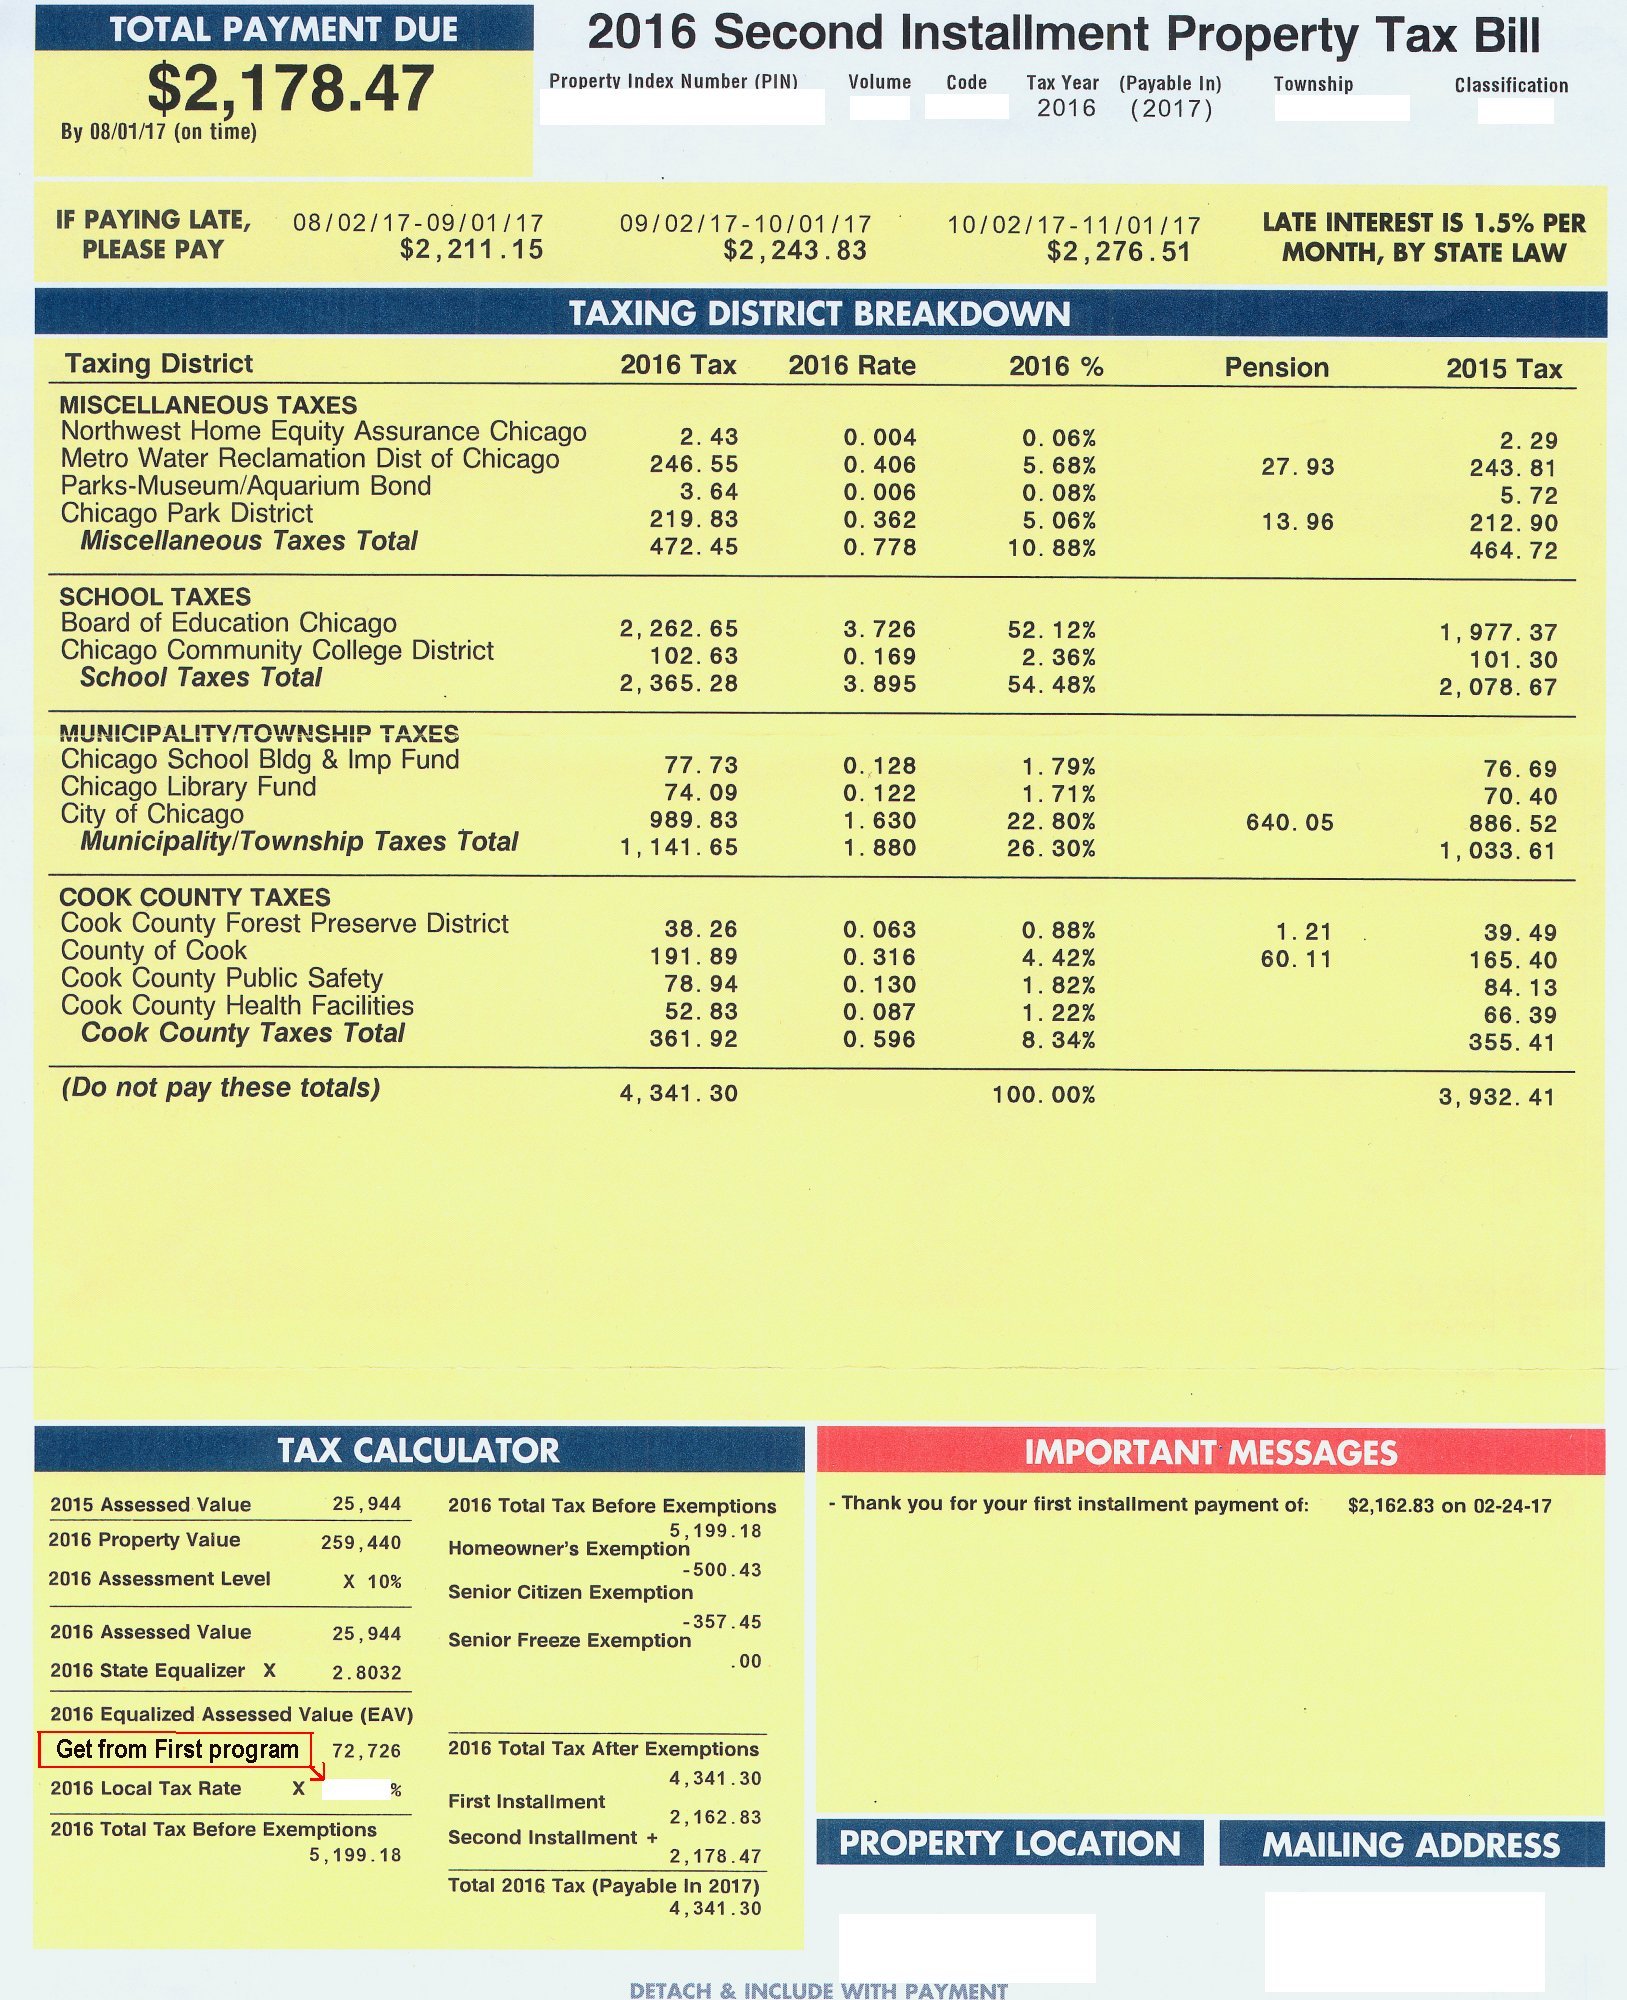 TOTAL PAYMENT DUE
$2,178.47
By 08/01/17 (on time)
2016 Second Installment Property Tax Bill
Property Index Number (PIN) Volume Code Tax Year (Payable In) Township Classification
2016 (2017)
IF PAYING LATE, 08/02/17-09/01/17 09/02/17-10/01/17 10/02/17-11/01/17 LATE INTEREST IS 1.5% PER
PLEASE PAY $2,211.15 $2,243.83 $2,276.51 MONTH, BY STATE LAW
TAXING DISTRICT BREAKDOWN
Taxing District 2016 Tax 2016 Rate 2016 % Pension 2015 Tax
MISCELLANEOUS TAXES
Northwest Home Equity Assurance Chicago 2.43 0.004 0.06% 2.29
Metro Water Reclamation Dist of Chicago 246.55 0.406 5.68% 27.93 243.81
Parks-Museum/Aquarium Bond 3.64 0.006 0.08% 5.72
Chicago Park District 219.83 0.362 5.06% 13.96 212.90
Miscellaneous Taxes Total 472.45 0.778 10.88% 464.72
SCHOOL TAXES
Board of Education Chicago 2,262.65 3.726 52.12% 1,977.37
Chicago Community College District 102.63 0.169 2.36% 101.30
School Taxes Total 2,365.28 3.895 54.48% 2,078.67
MUNICIPALITY/TOWNSHIP TAXES
Chicago School Bldg & Imp Fund 77.73 0.128 1.79% 76.69
Chicago Library Fund 74.09 0.122 1.71% 70.40
City of Chicago 989.83 1.630 22.80% 640.05 886.52
Municipality/Township Taxes Total 1,141.65 1.880 26.30% 1,033.61
COOK COUNTY TAXES
Cook County Forest Preserve District 38.26 0.063 0.88% 1.21 39.49
County of Cook 191.89 0.316 4.42% 60.11 165.40
Cook County Public Safety 78.94 0.130 1.82% 84.13
Cook County Health Facilities 52.83 0.087 1.22% 66.39
Cook County Taxes Total 361.92 0.596 8.34% 355.41
(Do not pay these totals) 4,341.30 100.00% 3,932.41
TAX CALCULATOR
2015 Assessed Value 25,944
2016 Property Value 259,440
2016 Assessment Level X 10%
2016 Assessed Value 25,944
2016 State Equalizer X 2.8032
2016 Equalized Assessed Value (EAV)
Get from First program 72,726
2016 Local Tax Rate X %
2016 Total Tax Before Exemptions
5,199.18
2016 Total Tax Before Exemptions
5,199.18
Homeowner's Exemption
-500.43
Senior Citizen Exemption
-357.45
Senior Freeze Exemption
.00
2016 Total Tax After Exemptions
4,341.30
First Installment
2,162.83
Second Installment +
2,178.47
Total 2016 Tax (Payable In 2017)
4,341.30
IMPORTANT MESSAGES
- Thank you for your first installment payment of: $2,162.83 on 02-24-17
PROPERTY LOCATION
MAILING ADDRESS
DETACH & INCLUDE WITH PAYMENT